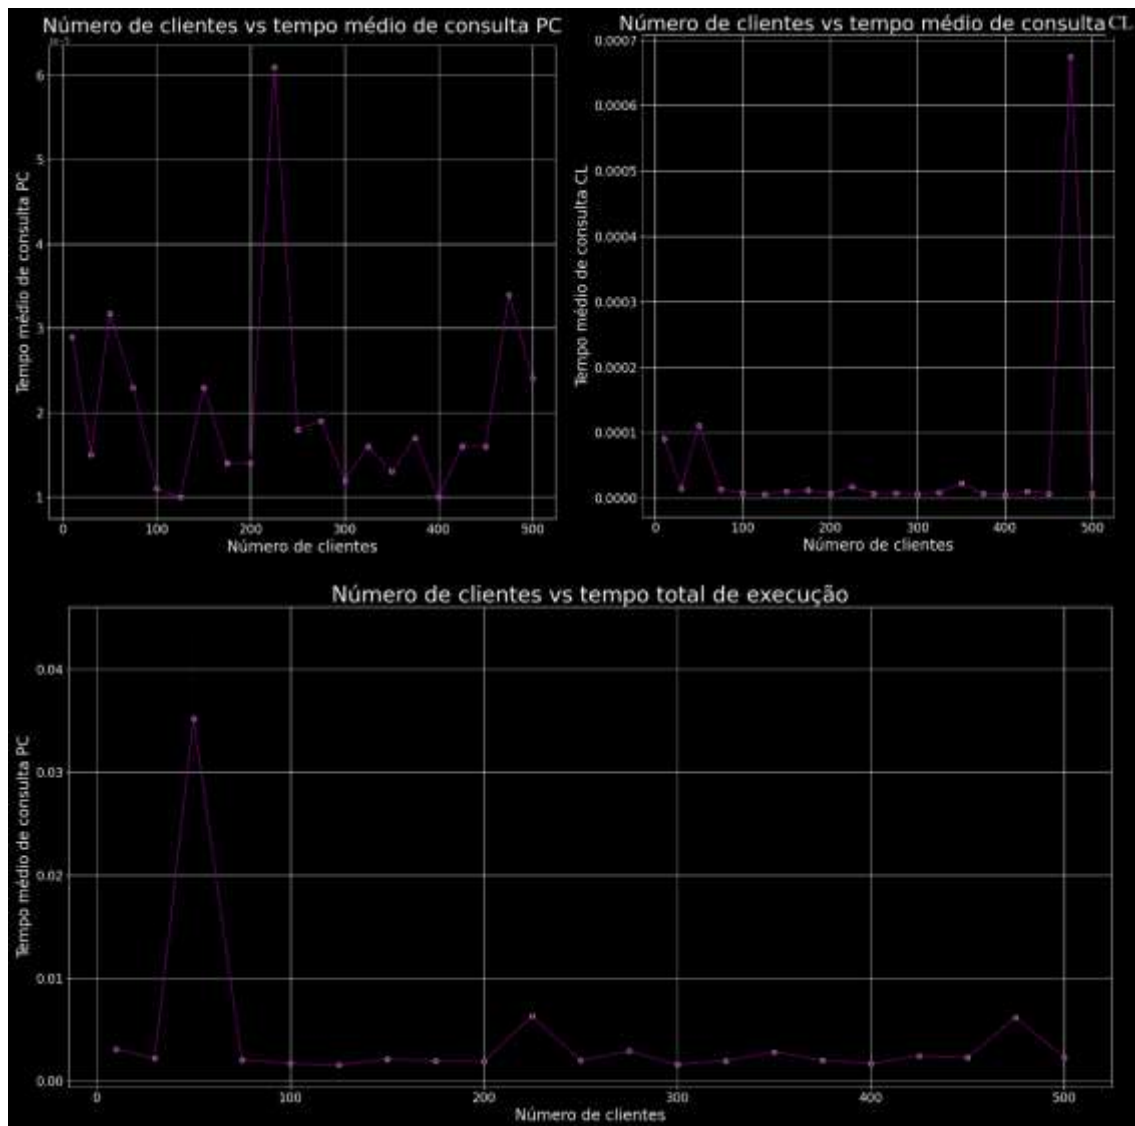 Número de clientes vs tempo médio de consulta PC
1e-5
6
5
4
3
2
1
Tempo médio de consulta PC
0 100 200 300 400 500
Número de clientes
Número de clientes vs tempo médio de consulta CL
0.0007
0.0006
0.0005
0.0004
0.0003
0.0002
0.0001
0.0000
Tempo médio de consulta CL
0 100 200 300 400 500
Número de clientes
Número de clientes vs tempo total de execução
0.04
0.03
0.02
0.01
0.00
Tempo médio de consulta PC
0 100 200 300 400 500
Número de clientes